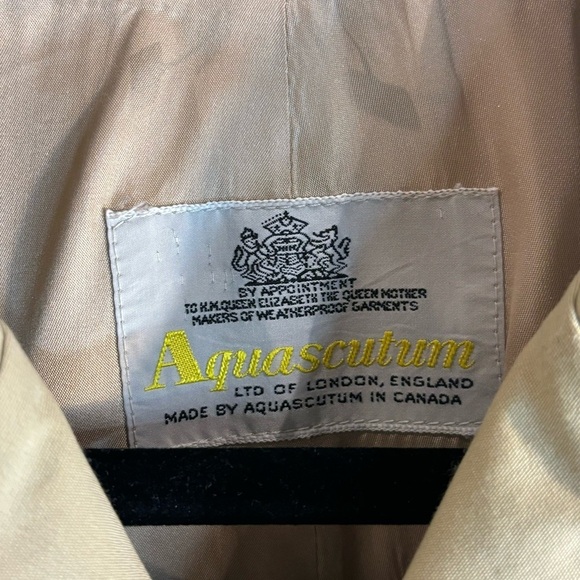 BY APPOINTMENT
TO H.M. QUEEN ELIZABETH THE QUEEN MOTHER
MAKERS OF WEATHERPROOF GARMENTS
Aquascutum
LTD OF LONDON, ENGLAND
MADE BY AQUASCUTUM IN CANADA